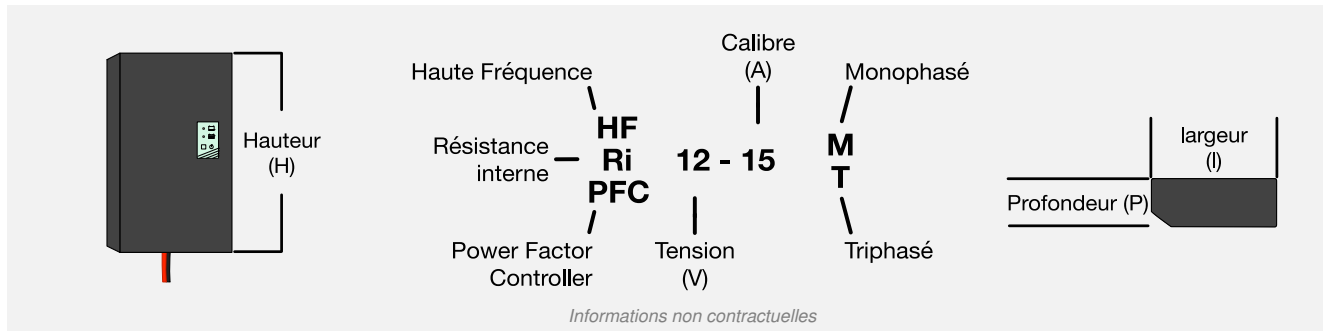 Hauteur
(H)
Haute Fréquence
Résistance
interne
Power Factor
Controller
HF
Ri
PFC
12 - 15
Tension
(V)
Calibre
(A)
Monophasé
M
T
Triphasé
largeur
(l)
Profondeur (P)
Informations non contractuelles